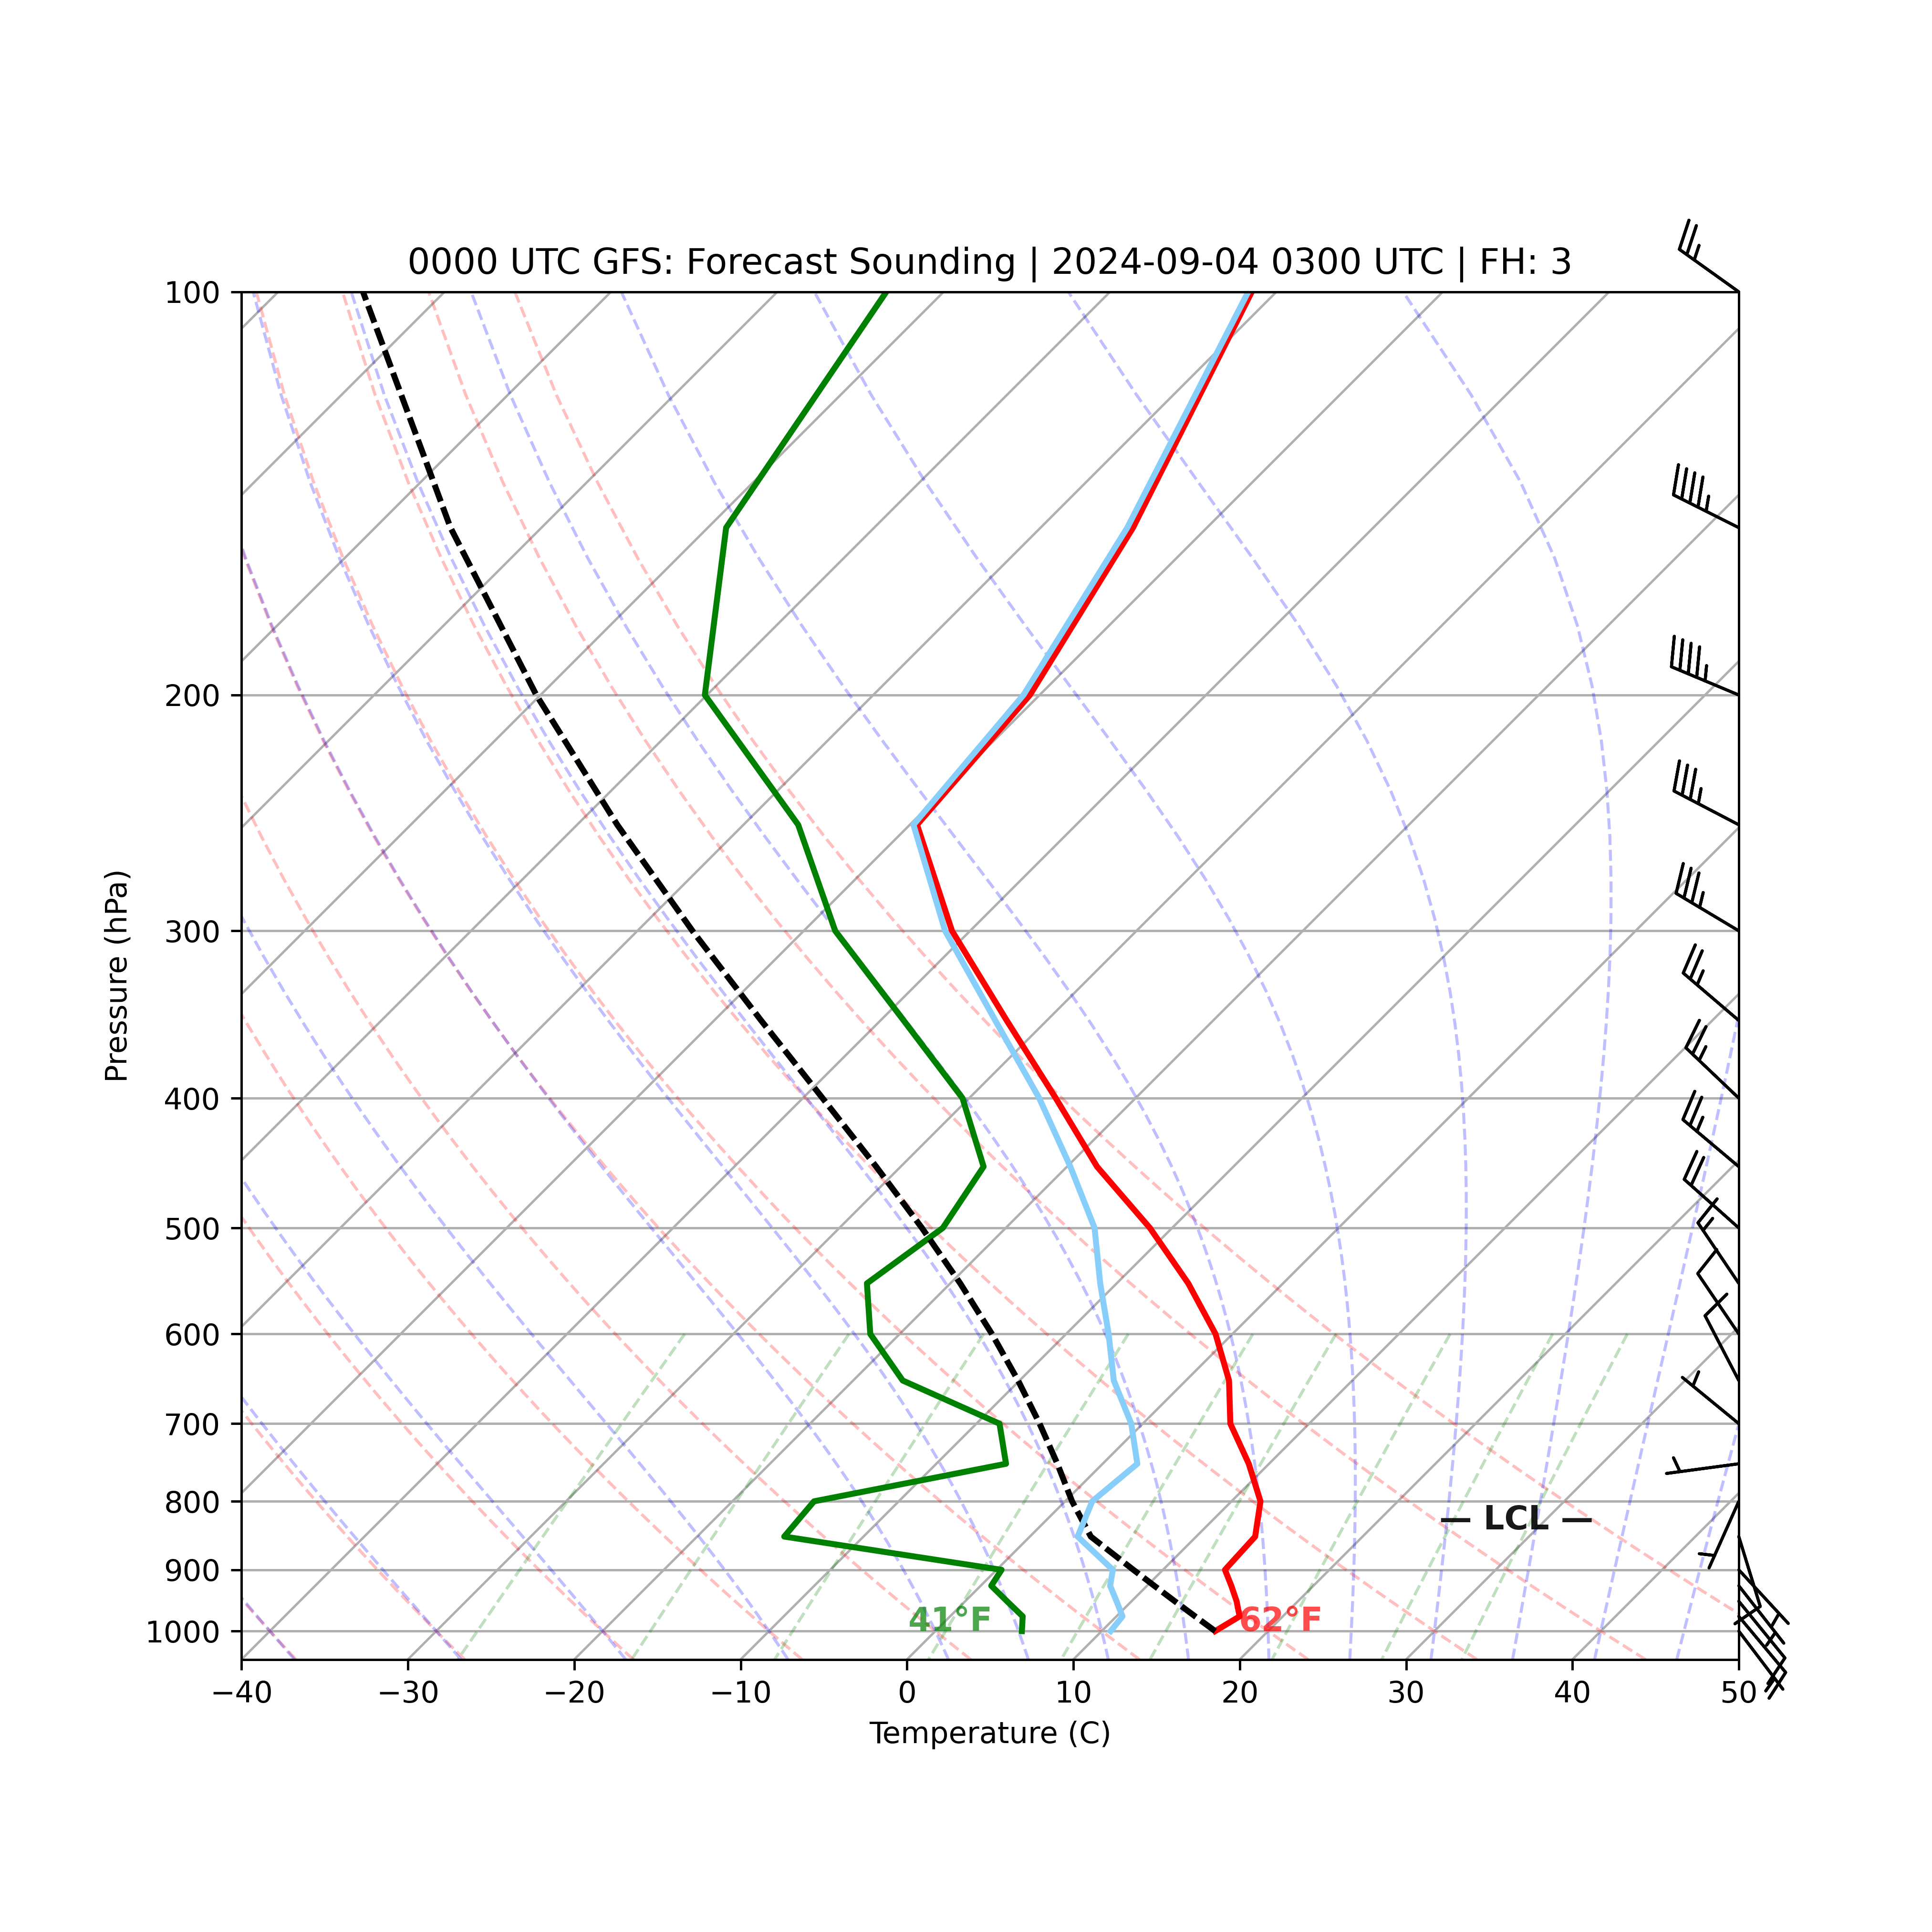 0000 UTC GFS: Forecast Sounding | 2024-09-04 0300 UTC | FH: 3
100
200
300
400
500
600
700
800
900
1000
Pressure (hPa)
— LCL —
41°F
62°F
−40 −30 −20 −10 0 10 20 30 40 50
Temperature (C)